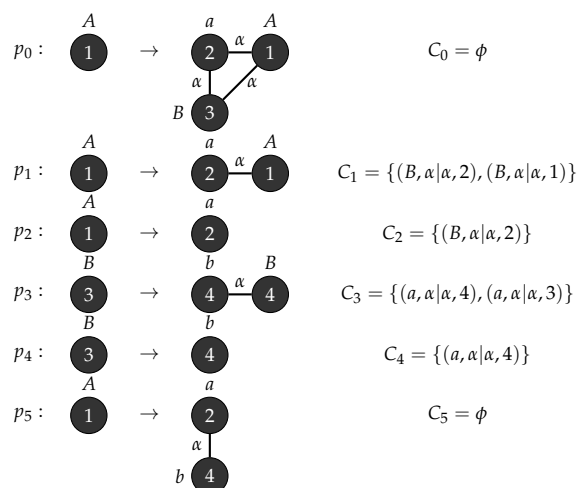 A a A
p₀ : 1 → 2 α 1 C₀ = ϕ
α α
B 3
A a A
p₁ : 1 → 2 α 1 C₁ = {(B, α|α, 2), (B, α|α, 1)}
A a
p₂ : 1 → 2 C₂ = {(B, α|α, 2)}
B b B
p₃ : 3 → 4 α 4 C₃ = {(a, α|α, 4), (a, α|α, 3)}
B b
p₄ : 3 → 4 C₄ = {(a, α|α, 4)}
A a
p₅ : 1 → 2 C₅ = ϕ
α
b 4